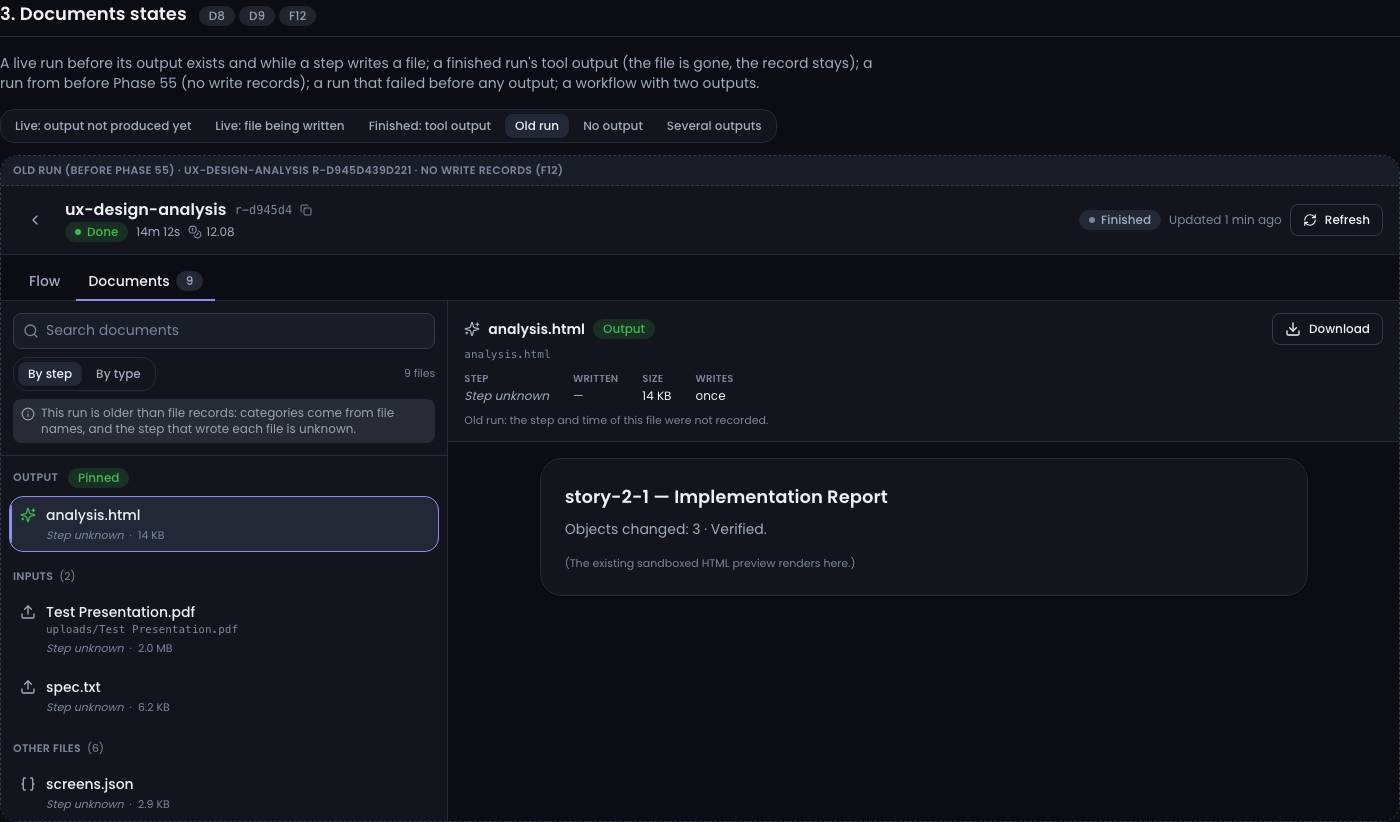 3. Documents states D8 D9 F12
A live run before its output exists and while a step writes a file; a finished run's tool output (the file is gone, the record stays); a
run from before Phase 55 (no write records); a run that failed before any output; a workflow with two outputs.
Live: output not produced yet Live: file being written Finished: tool output Old run No output Several outputs
OLD RUN (BEFORE PHASE 55) · UX-DESIGN-ANALYSIS R-D945D439D221 · NO WRITE RECORDS (F12)
ux-design-analysis r-d945d4
Done 14m 12s 12.08
Finished Updated 1 min ago Refresh
Flow Documents 9
Search documents
By step By type 9 files
This run is older than file records: categories come from file
names, and the step that wrote each file is unknown.
OUTPUT Pinned
analysis.html
Step unknown · 14 KB
INPUTS (2)
Test Presentation.pdf
uploads/Test Presentation.pdf
Step unknown · 2.0 MB
spec.txt
Step unknown · 6.2 KB
OTHER FILES (6)
screens.json
Step unknown · 2.9 KB
analysis.html Output Download
analysis.html
STEP WRITTEN SIZE WRITES
Step unknown — 14 KB once
Old run: the step and time of this file were not recorded.
story-2-1 — Implementation Report
Objects changed: 3 · Verified.
(The existing sandboxed HTML preview renders here.)